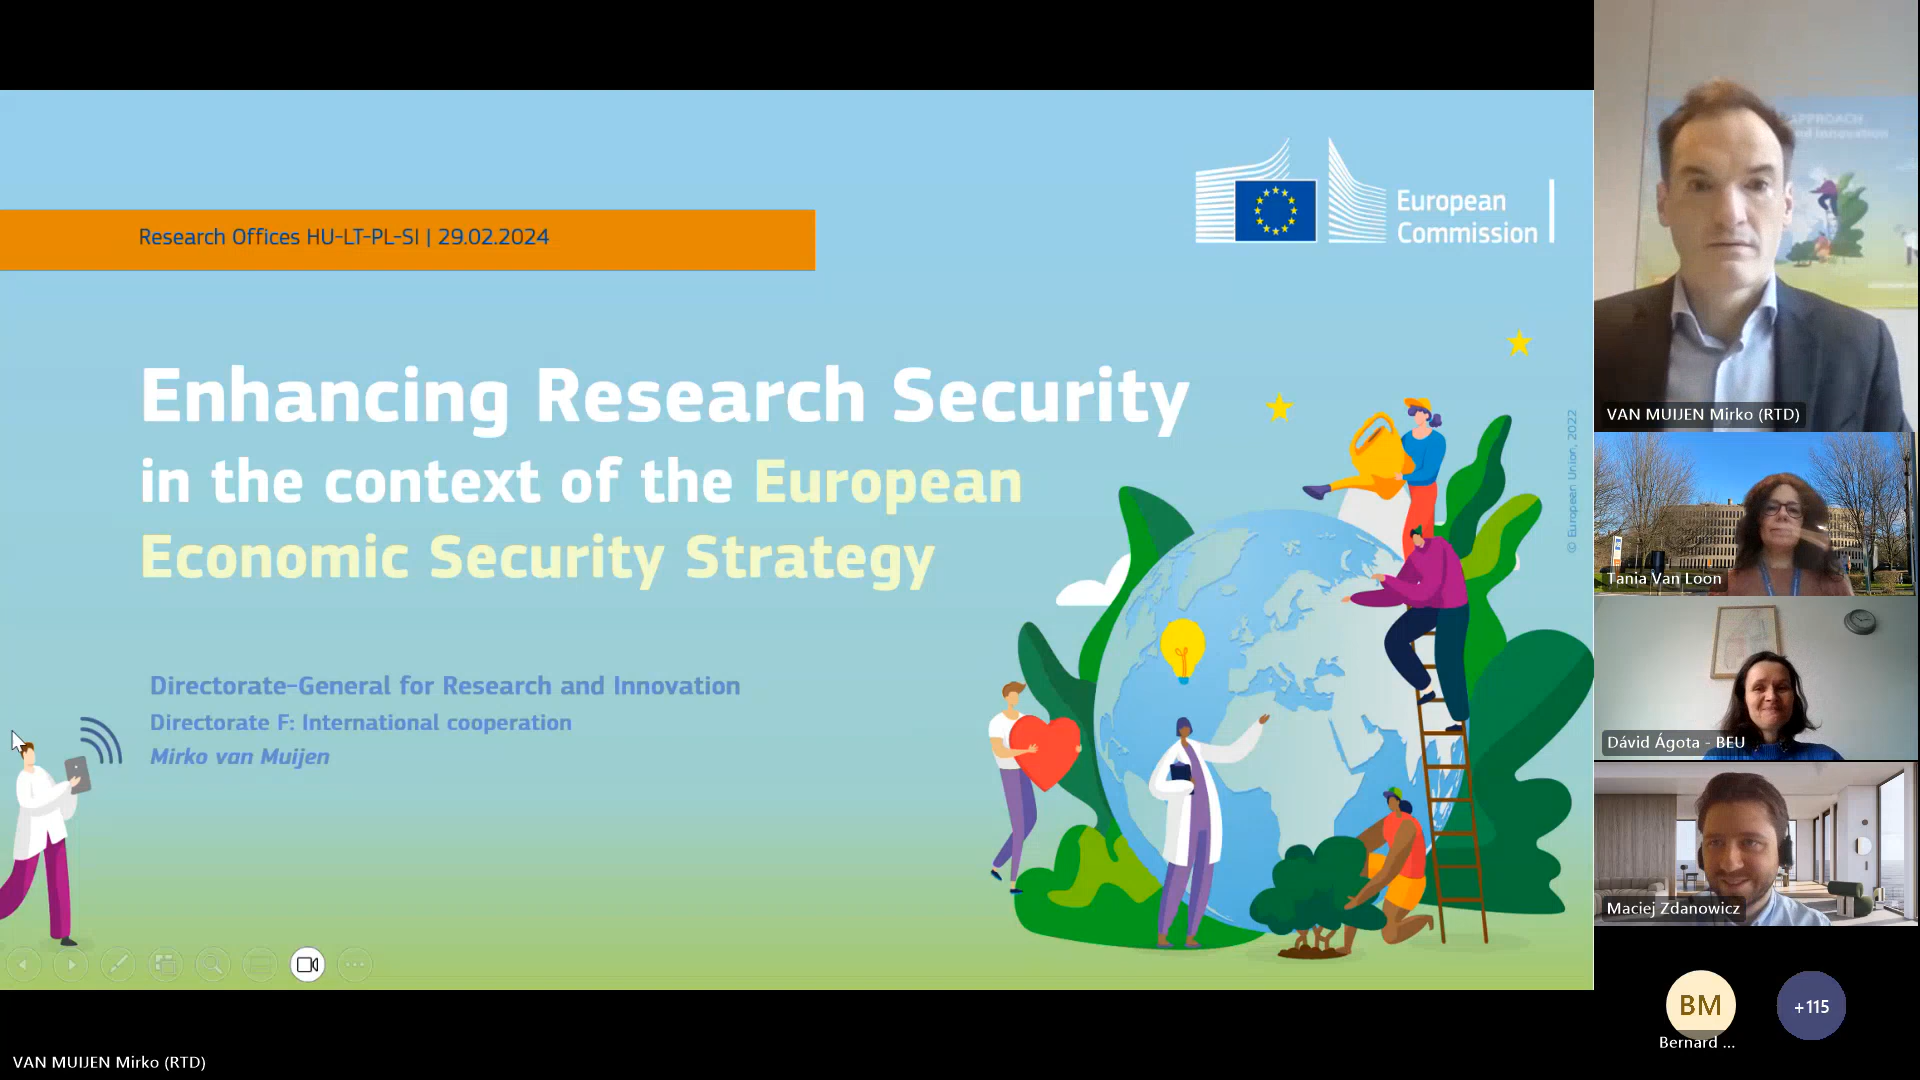 Research Offices HU-LT-PL-SI | 29.02.2024
European
Commission
Enhancing Research Security
in the context of the European
Economic Security Strategy
Directorate-General for Research and Innovation
Directorate F: International cooperation
Mirko van Muijen
© European Union, 2022
APPROACH
VAN MUIJEN Mirko (RTD)
Tania Van Loon
Dávid Ágota - BEU
Maciej Zdanowicz
BM
+115
Bernard ...
VAN MUIJEN Mirko (RTD)